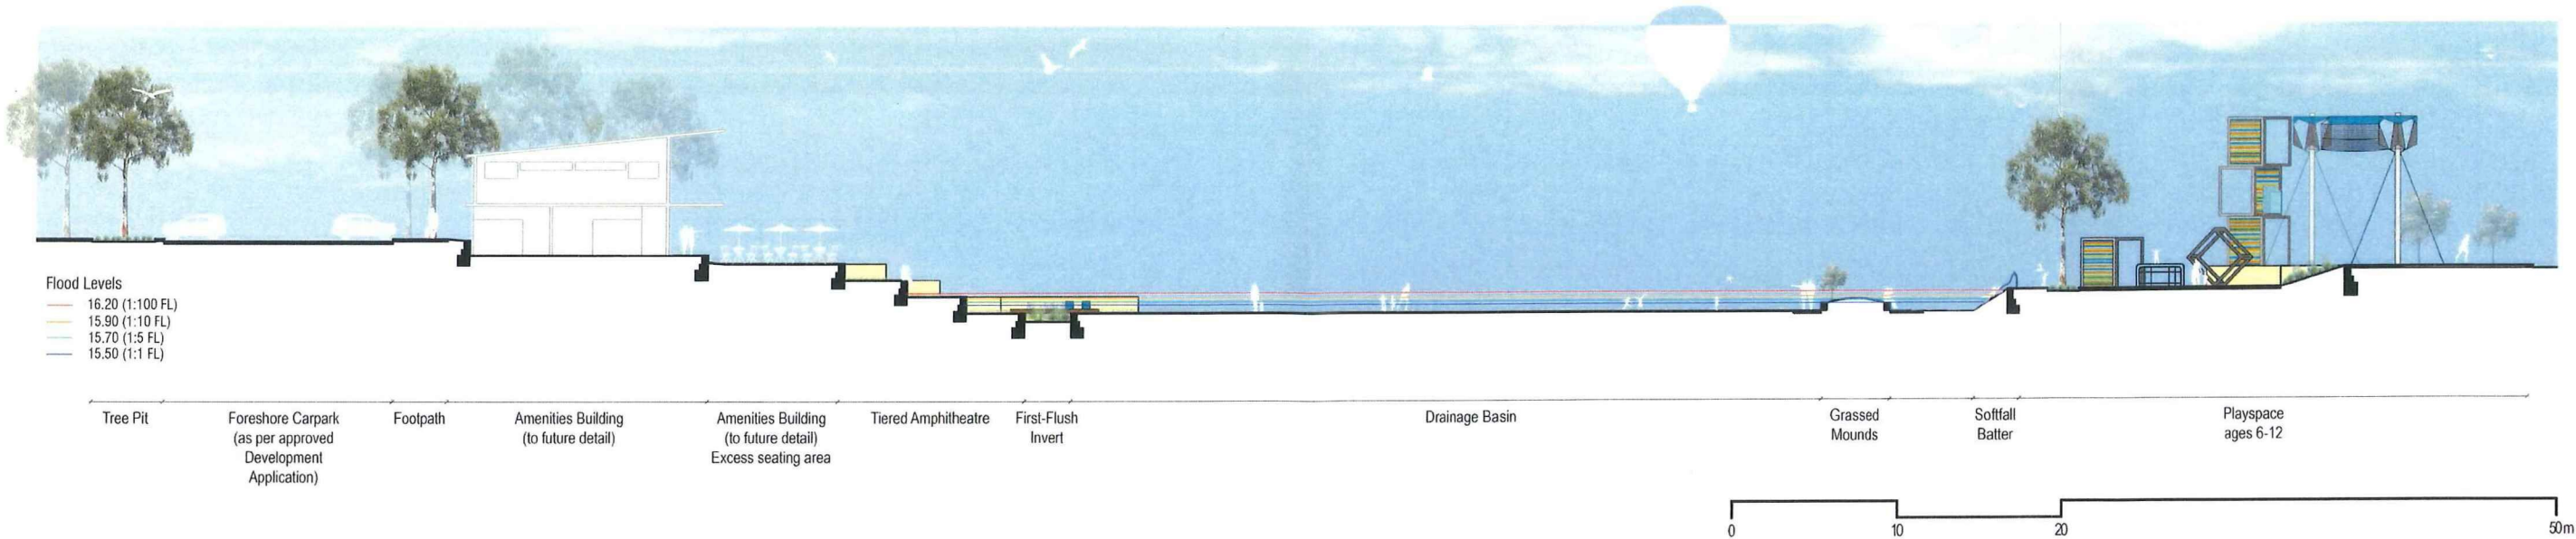 Flood Levels
16.20 (1:100 FL)
15.90 (1:10 FL)
15.70 (1:5 FL)
15.50 (1:1 FL)
Tree Pit
Foreshore Carpark
(as per approved
Development
Application)
Footpath
Amenities Building
(to future detail)
Amenities Building
(to future detail)
Excess seating area
Tiered Amphitheatre
First-Flush
Invert
Drainage Basin
Grassed
Mounds
Softfall
Batter
Playspace
ages 6-12
0 10 20 50m